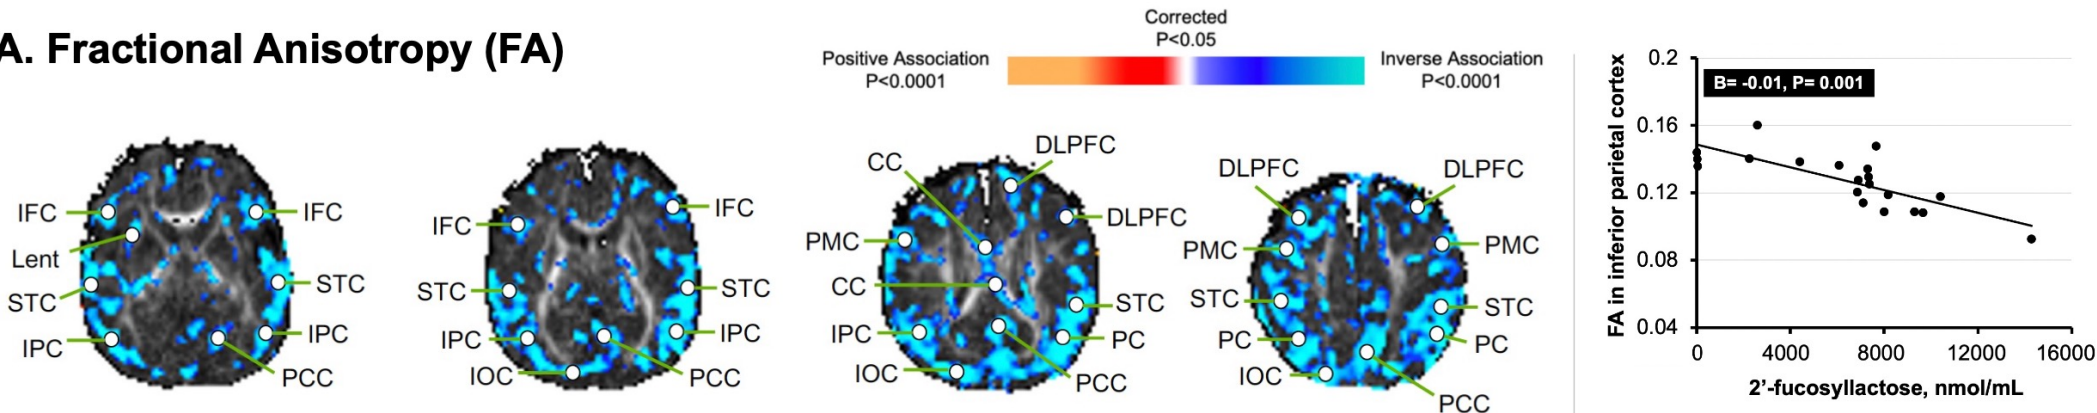 A. Fractional Anisotropy (FA)
Corrected
P<0.05
Positive Association
P<0.0001
Inverse Association
P<0.0001
IFC
IFC
Lent
STC
STC
IPC
IPC
PCC
IFC
IFC
STC
STC
IPC
IPC
IOC
PCC
CC
DLPFC
DLPFC
PMC
CC
STC
IPC
PC
IOC
PCC
DLPFC
DLPFC
PMC
PMC
STC
STC
PC
PC
IOC
PCC
FA in inferior parietal cortex
0.2
0.16
0.12
0.08
0.04
B= -0.01, P= 0.001
0 4000 8000 12000 16000
2’-fucosyllactose, nmol/mL